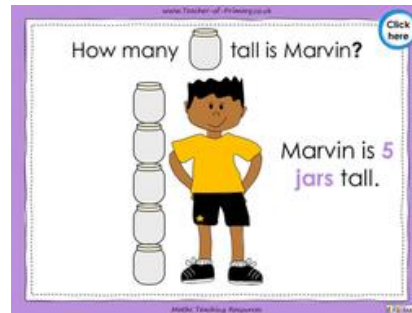 www.Teacher-of-Primary.co.uk
Click
here
How many tall is Marvin?
Marvin is 5
jars tall.
Maths Teaching Resources